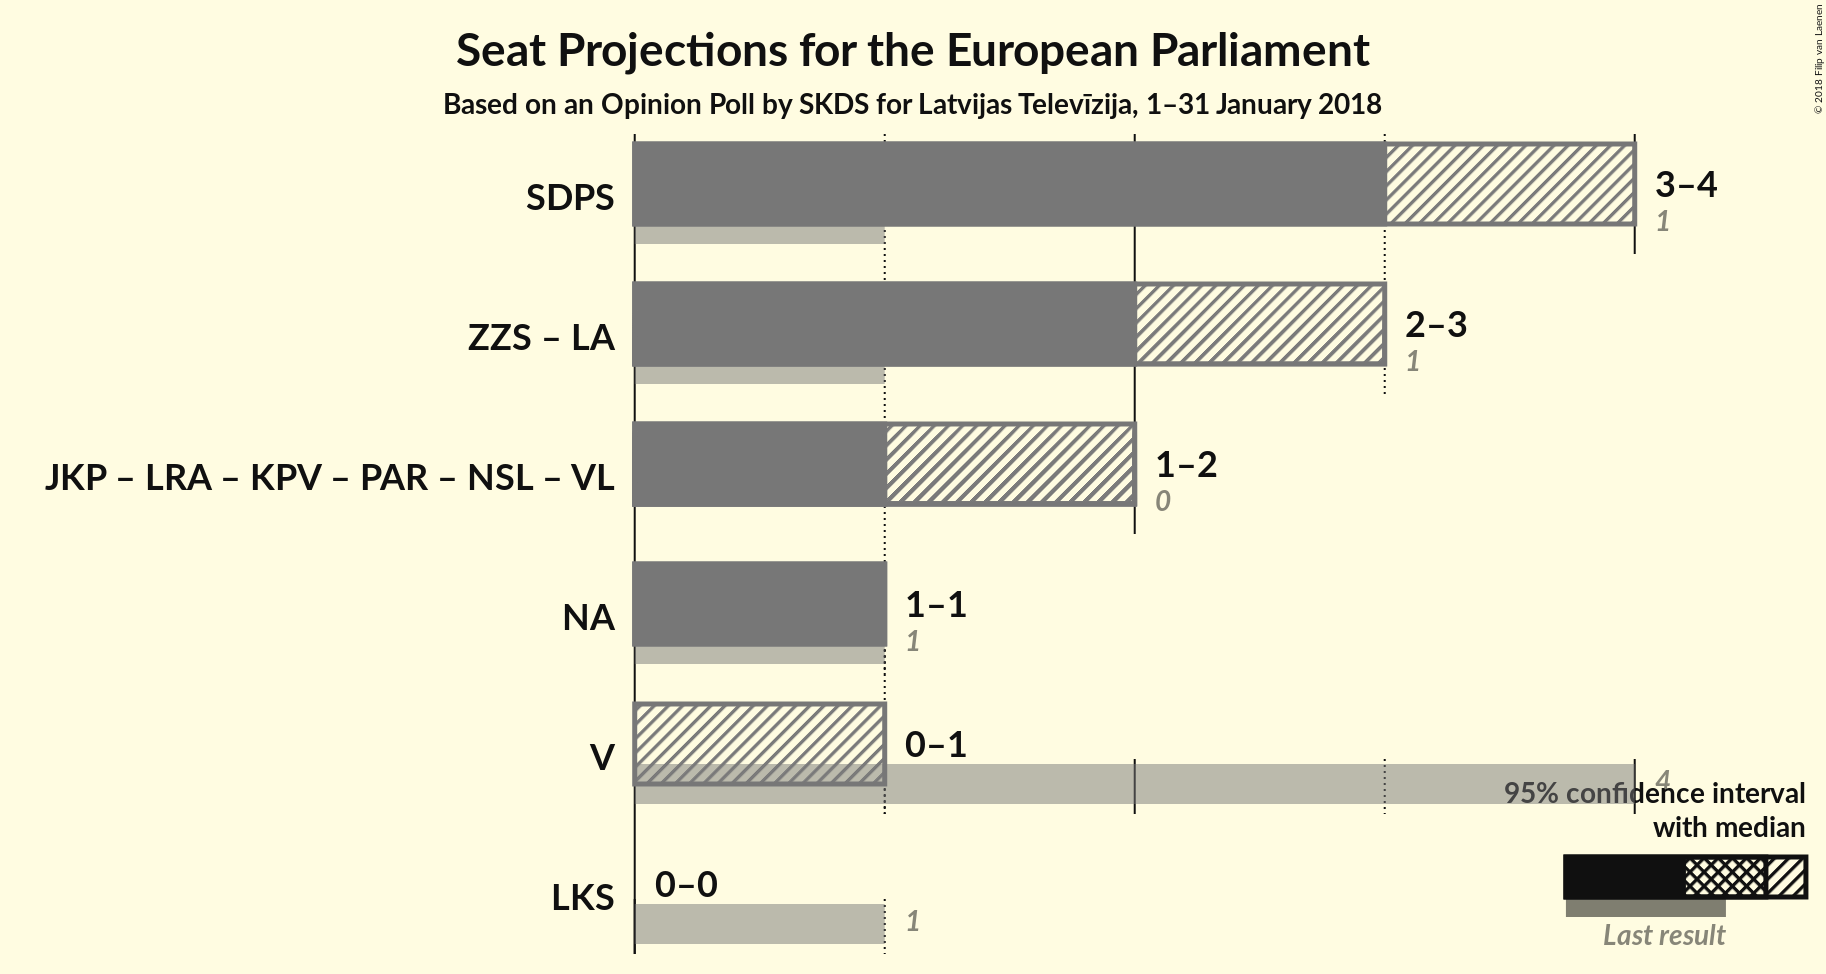 Seat Projections for the European Parliament
Based on an Opinion Poll by SKDS for Latvijas Televīzija, 1–31 January 2018
© 2018 Filip van Laenen
SDPS
3–4
1
ZZS – LA
2–3
1
JKP – LRA – KPV – PAR – NSL – VL
1–2
0
NA
1–1
1
V
0–1
4
LKS
0–0
1
95% confidence interval
with median
Last result